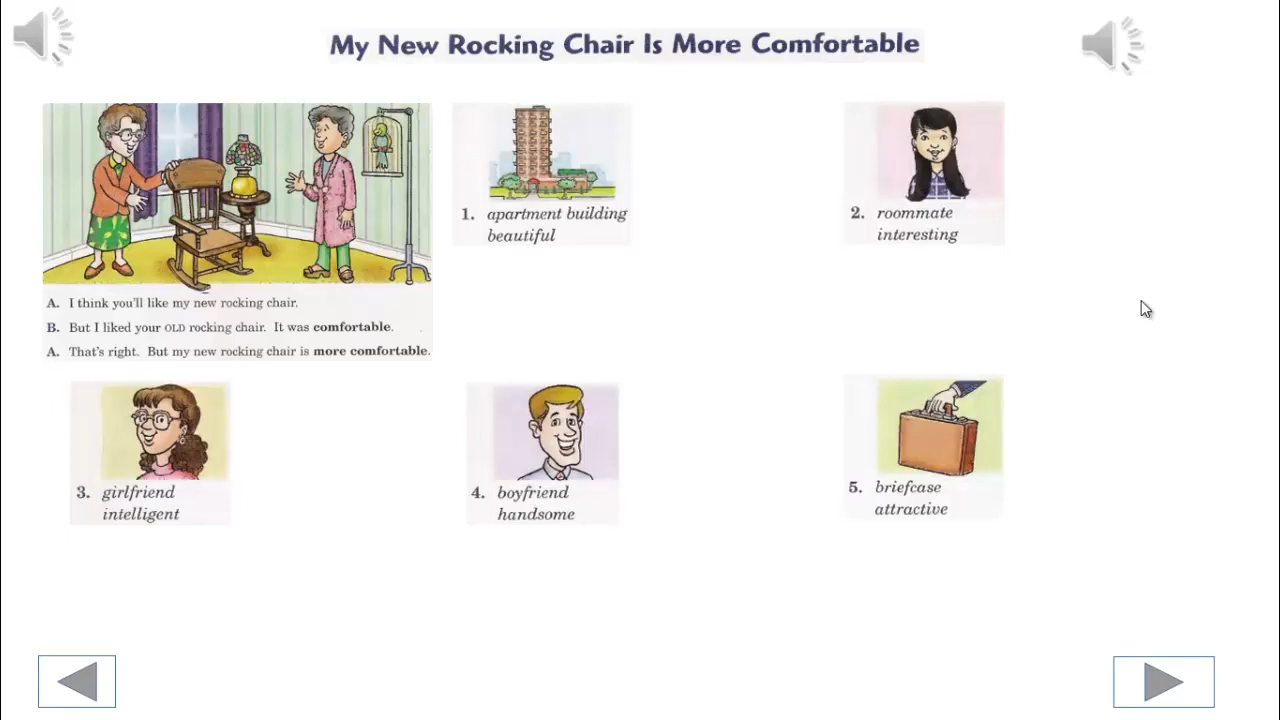 My New Rocking Chair Is More Comfortable
A. I think you'll like my new rocking chair.
B. But I liked your OLD rocking chair. It was comfortable.
A. That's right. But my new rocking chair is more comfortable.
1. apartment building
beautiful
2. roommate
interesting
3. girlfriend
intelligent
4. boyfriend
handsome
5. briefcase
attractive